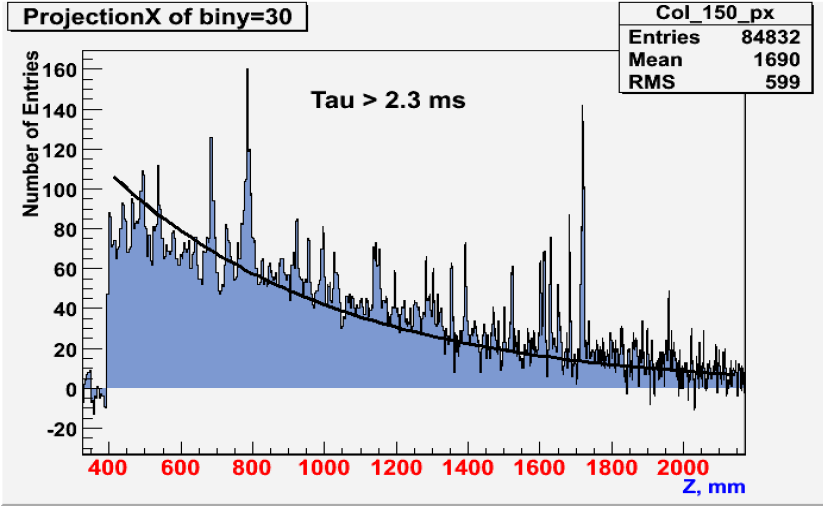 ProjectionX of biny=30
Col_150_px
Entries 84832
Mean 1690
RMS 599
Tau > 2.3 ms
Number of Entries
160
140
120
100
80
60
40
20
0
-20
400 600 800 1000 1200 1400 1600 1800 2000
Z, mm